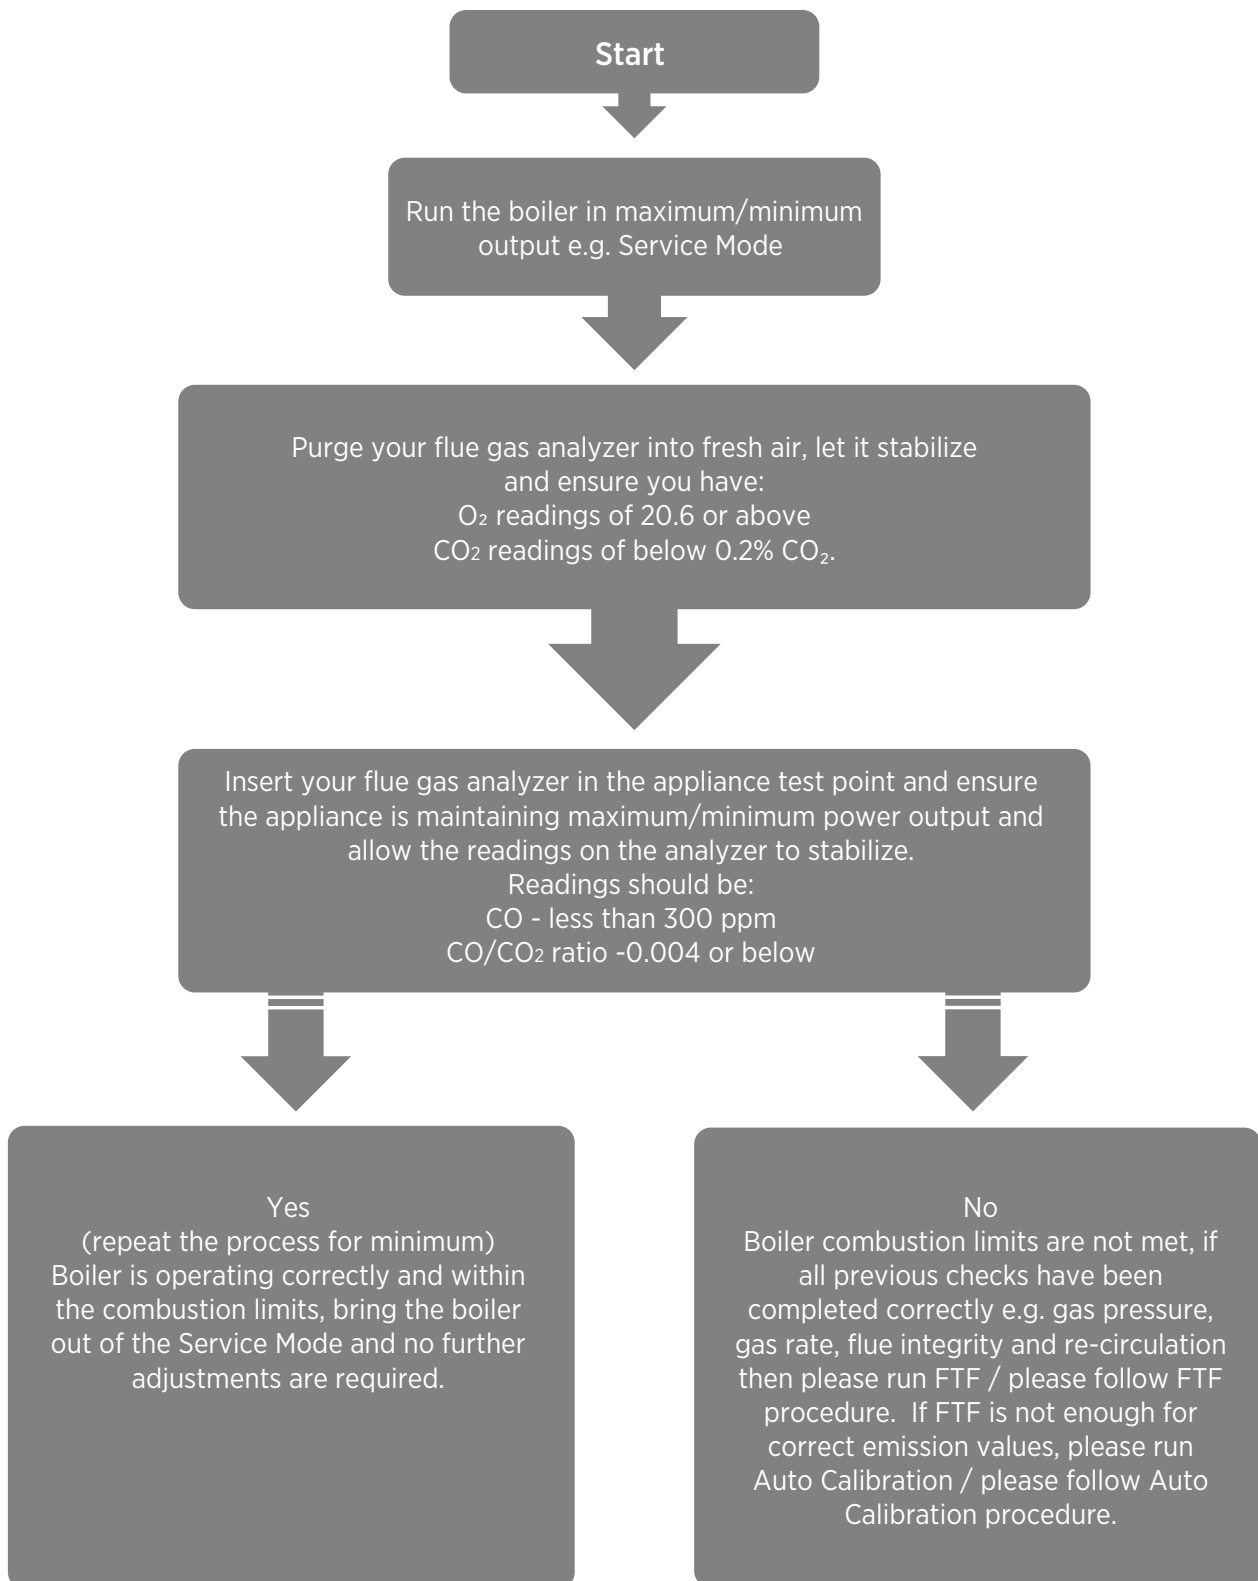 Start
Run the boiler in maximum/minimum
output e.g. Service Mode
Purge your flue gas analyzer into fresh air, let it stabilize
and ensure you have:
O₂ readings of 20.6 or above
CO₂ readings of below 0.2% CO₂.
Insert your flue gas analyzer in the appliance test point and ensure
the appliance is maintaining maximum/minimum power output and
allow the readings on the analyzer to stabilize.
Readings should be:
CO - less than 300 ppm
CO/CO₂ ratio -0.004 or below
Yes
(repeat the process for minimum)
Boiler is operating correctly and within
the combustion limits, bring the boiler
out of the Service Mode and no further
adjustments are required.
No
Boiler combustion limits are not met, if
all previous checks have been
completed correctly e.g. gas pressure,
gas rate, flue integrity and re-circulation
then please run FTF / please follow FTF
procedure.  If FTF is not enough for
correct emission values, please run
Auto Calibration / please follow Auto
Calibration procedure.